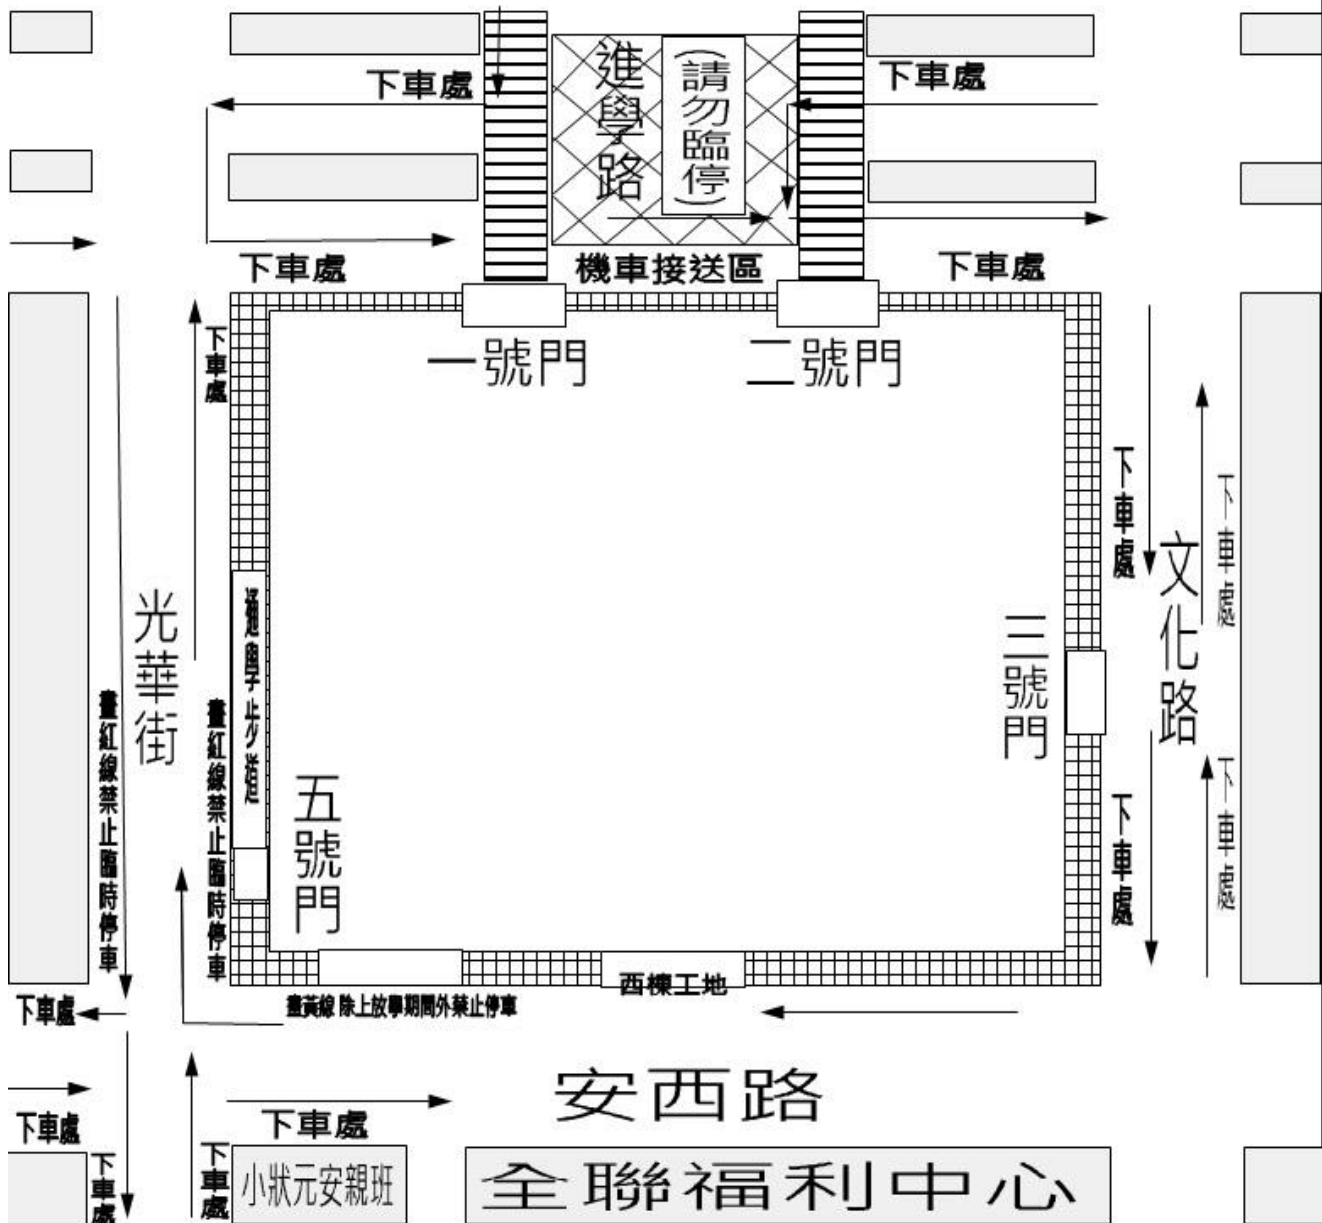 下車處
進學路
(請勿臨停)
下車處
下車處
機車接送區
下車處
一號門
二號門
下車處
下車處
下車處
文化路
光華街
通學步道
三號門
畫紅線禁止臨時停車
畫紅線禁止臨時停車
五號門
下車處
下車處
西棟工地
下車處
畫黃線 除上放學期間外禁止停車
安西路
下車處
下車處
下車處
下車處
小狀元安親班
全聯福利中心